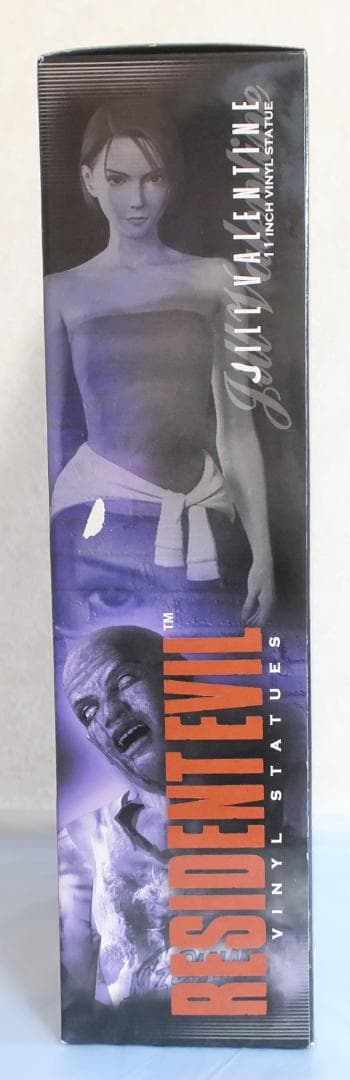 JILL VALENTINE
11 INCH VINYL STATUE
Jill Valentine
RESIDENT EVIL™
VINYL STATUES